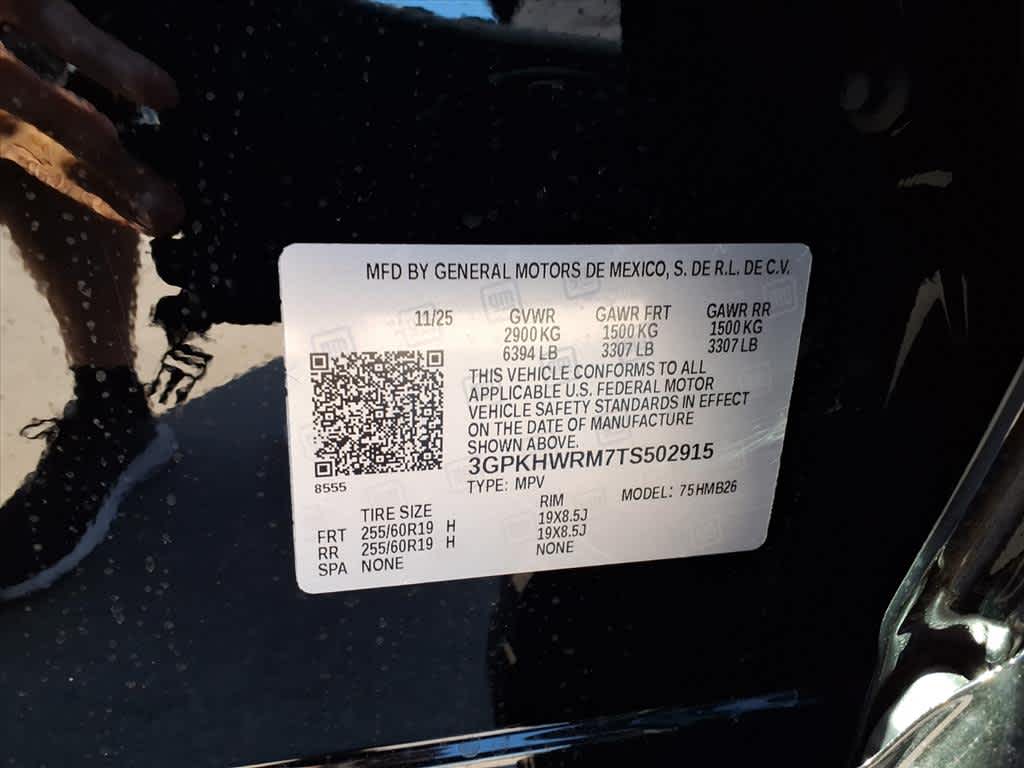 MFD BY GENERAL MOTORS DE MEXICO, S. DE R.L. DE C.V.
11/25 GVWR GAWR FRT GAWR RR
2900 KG 1500 KG 1500 KG
6394 LB 3307 LB 3307 LB
THIS VEHICLE CONFORMS TO ALL
APPLICABLE U.S. FEDERAL MOTOR
VEHICLE SAFETY STANDARDS IN EFFECT
ON THE DATE OF MANUFACTURE
SHOWN ABOVE.
3GPKHWRM7TS502915
8555 TYPE: MPV MODEL: 75HMB26
TIRE SIZE RIM
FRT 255/60R19 H 19X8.5J
RR 255/60R19 H 19X8.5J
SPA NONE NONE